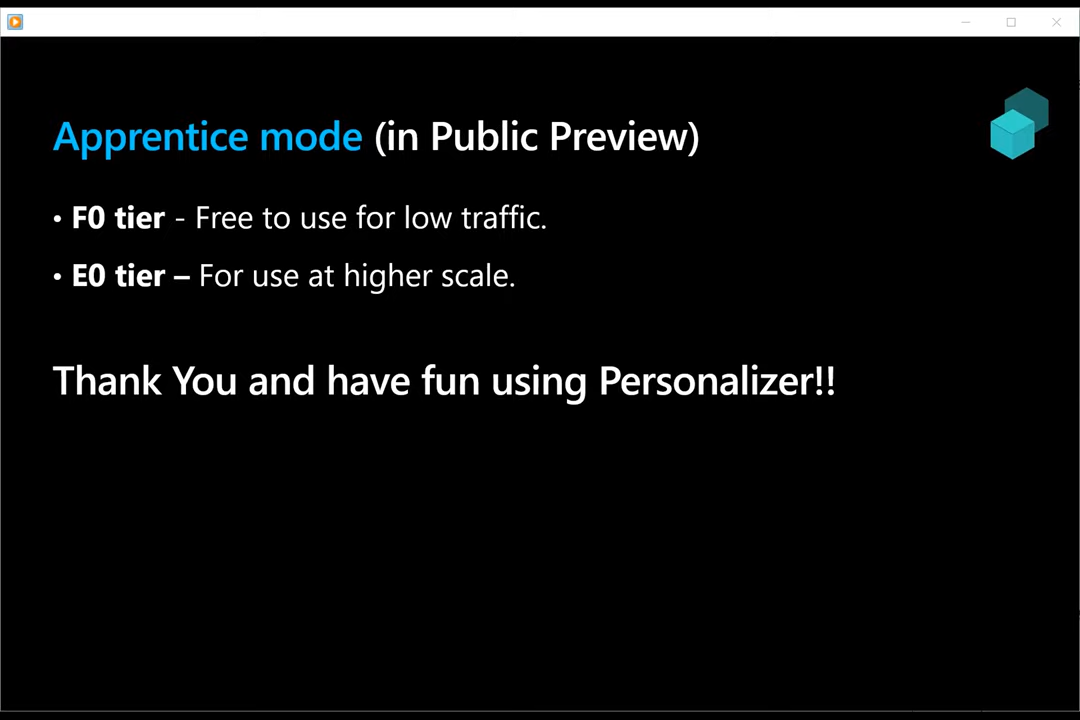 Apprentice mode (in Public Preview)
• F0 tier - Free to use for low traffic.
• E0 tier – For use at higher scale.
Thank You and have fun using Personalizer!!